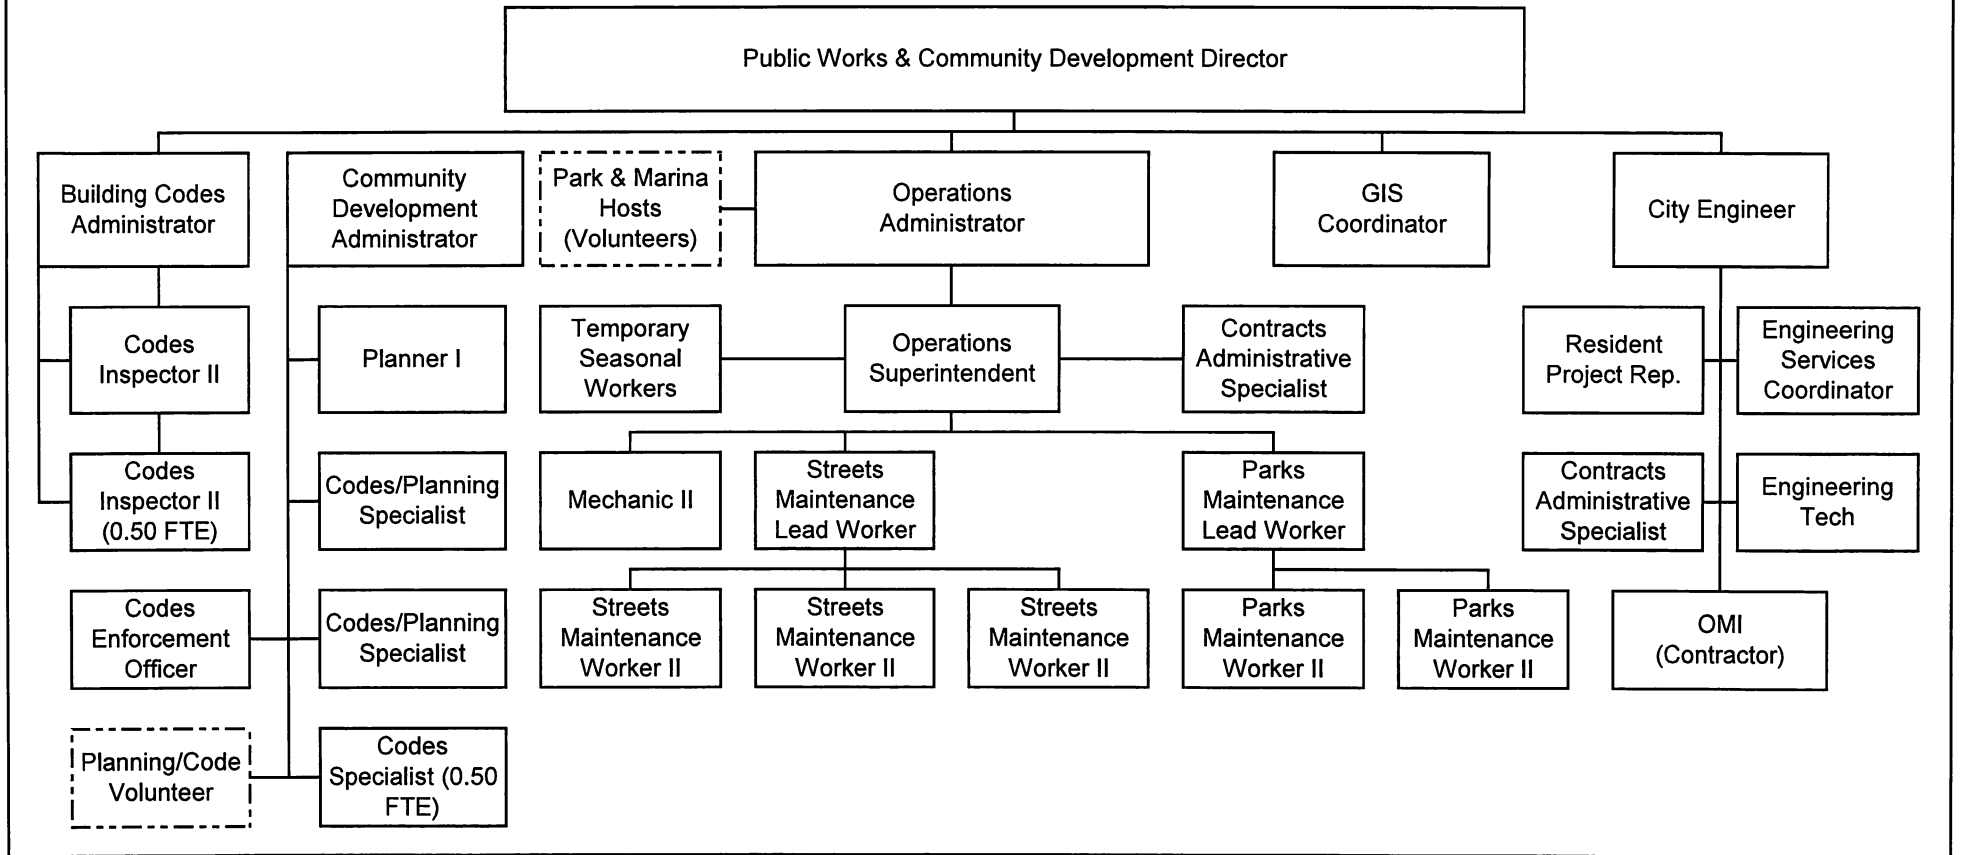 Public Works & Community Development Director
Building Codes
Administrator
Community
Development
Administrator
Park & Marina
Hosts
(Volunteers)
Operations
Administrator
GIS
Coordinator
City Engineer
Codes
Inspector II
Planner I
Temporary
Seasonal
Workers
Operations
Superintendent
Contracts
Administrative
Specialist
Resident
Project Rep.
Engineering
Services
Coordinator
Codes
Inspector II
(0.50 FTE)
Codes/Planning
Specialist
Mechanic II
Streets
Maintenance
Lead Worker
Parks
Maintenance
Lead Worker
Contracts
Administrative
Specialist
Engineering
Tech
Codes
Enforcement
Officer
Codes/Planning
Specialist
Streets
Maintenance
Worker II
Streets
Maintenance
Worker II
Streets
Maintenance
Worker II
Parks
Maintenance
Worker II
Parks
Maintenance
Worker II
OMI
(Contractor)
Planning/Code
Volunteer
Codes
Specialist (0.50
FTE)